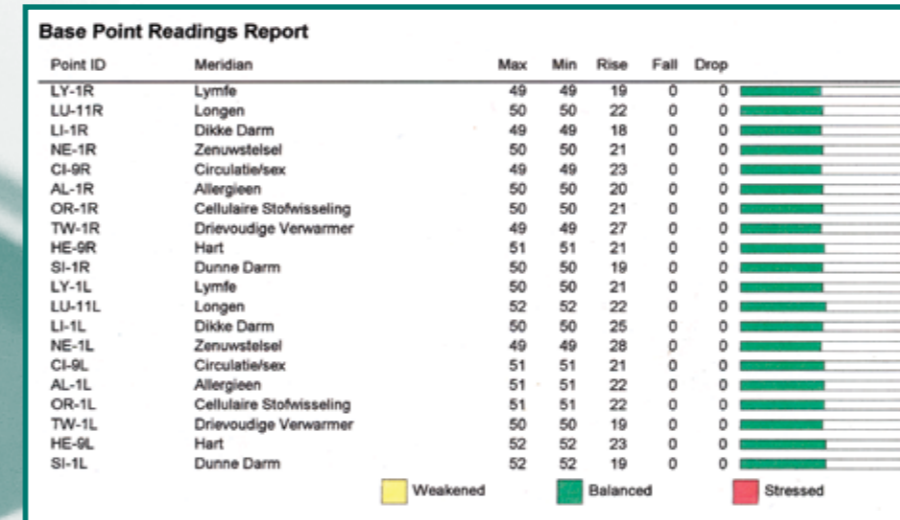 Base Point Readings Report
Point ID Meridian Max Min Rise Fall Drop
LY-1R Lymfe 49 49 19 0 0
LU-11R Longen 50 50 22 0 0
LI-1R Dikke Darm 49 49 18 0 0
NE-1R Zenuwstelsel 50 50 21 0 0
CI-9R Circulatie/sex 49 49 23 0 0
AL-1R Allergieen 50 50 20 0 0
OR-1R Cellulaire Stofwisseling 50 50 21 0 0
TW-1R Drievoudige Verwarmer 49 49 27 0 0
HE-9R Hart 51 51 21 0 0
SI-1R Dunne Darm 50 50 19 0 0
LY-1L Lymfe 50 50 21 0 0
LU-11L Longen 52 52 22 0 0
LI-1L Dikke Darm 50 50 25 0 0
NE-1L Zenuwstelsel 49 49 28 0 0
CI-9L Circulatie/sex 51 51 21 0 0
AL-1L Allergieen 51 51 22 0 0
OR-1L Cellulaire Stofwisseling 51 51 22 0 0
TW-1L Drievoudige Verwarmer 50 50 19 0 0
HE-9L Hart 52 52 23 0 0
SI-1L Dunne Darm 52 52 19 0 0
Weakened Balanced Stressed